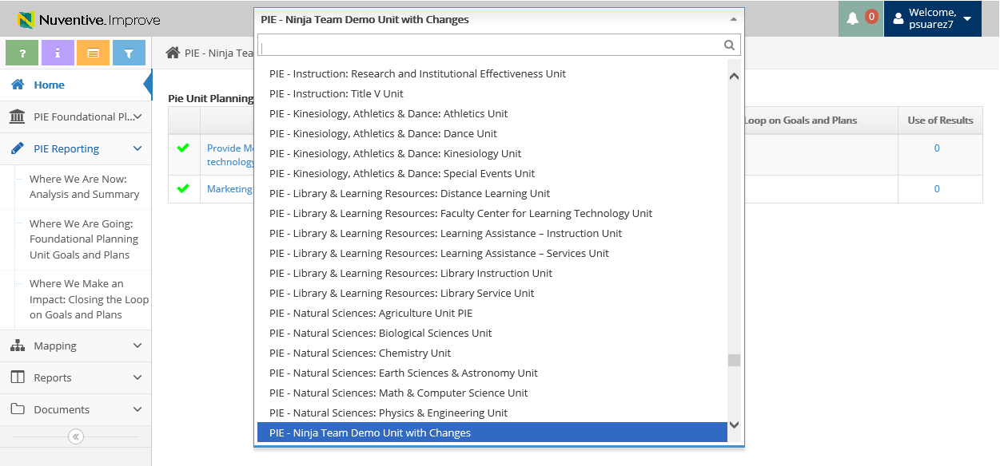 Nuventive.Improve
PIE - Ninja Team Demo Unit with Changes
0
Welcome,
psuarez7
?
i
PIE - Ninja Tea
Home
PIE Foundational Pl...
PIE Reporting
Where We Are Now:
Analysis and Summary
Where We Are Going:
Foundational Planning
Unit Goals and Plans
Where We Make an
Impact: Closing the Loop
on Goals and Plans
Mapping
Reports
Documents
Pie Unit Planning
Loop on Goals and Plans
Use of Results
Provide M
technology
0
Marketing
0
PIE - Instruction: Research and Institutional Effectiveness Unit
PIE - Instruction: Title V Unit
PIE - Kinesiology, Athletics & Dance: Athletics Unit
PIE - Kinesiology, Athletics & Dance: Dance Unit
PIE - Kinesiology, Athletics & Dance: Kinesiology Unit
PIE - Kinesiology, Athletics & Dance: Special Events Unit
PIE - Library & Learning Resources: Distance Learning Unit
PIE - Library & Learning Resources: Faculty Center for Learning Technology Unit
PIE - Library & Learning Resources: Learning Assistance – Instruction Unit
PIE - Library & Learning Resources: Learning Assistance – Services Unit
PIE - Library & Learning Resources: Library Instruction Unit
PIE - Library & Learning Resources: Library Service Unit
PIE - Natural Sciences: Agriculture Unit PIE
PIE - Natural Sciences: Biological Sciences Unit
PIE - Natural Sciences: Chemistry Unit
PIE - Natural Sciences: Earth Sciences & Astronomy Unit
PIE - Natural Sciences: Math & Computer Science Unit
PIE - Natural Sciences: Physics & Engineering Unit
PIE - Ninja Team Demo Unit with Changes